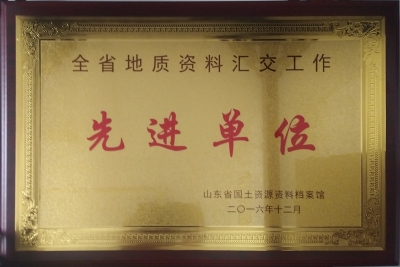 全省地质资料汇交工作
先进单位
山东省国土资源资料档案馆
二〇一六年十二月